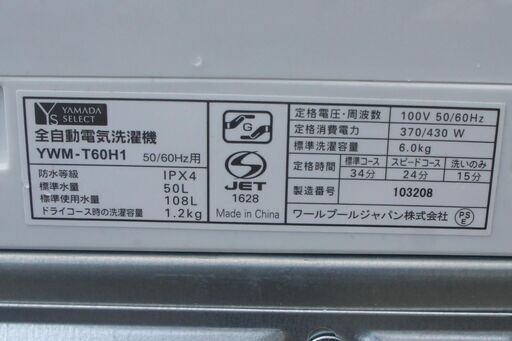 YS YAMADA SELECT
全自動電気洗濯機
YWM-T60H1 50/60Hz用
防水等級 IPX4
標準水量 50L
標準使用水量 108L
ドライコース時の洗濯容量 1.2kg
G
S
JET
1628
Made in China
定格電圧・周波数 100V 50/60Hz
定格消費電力 370/430 W
標準洗濯容量 6.0kg
定格時間 標準コース スピードコース 洗いのみ
34分 24分 15分
製造番号 103208
ワールプールジャパン株式会社 PSE